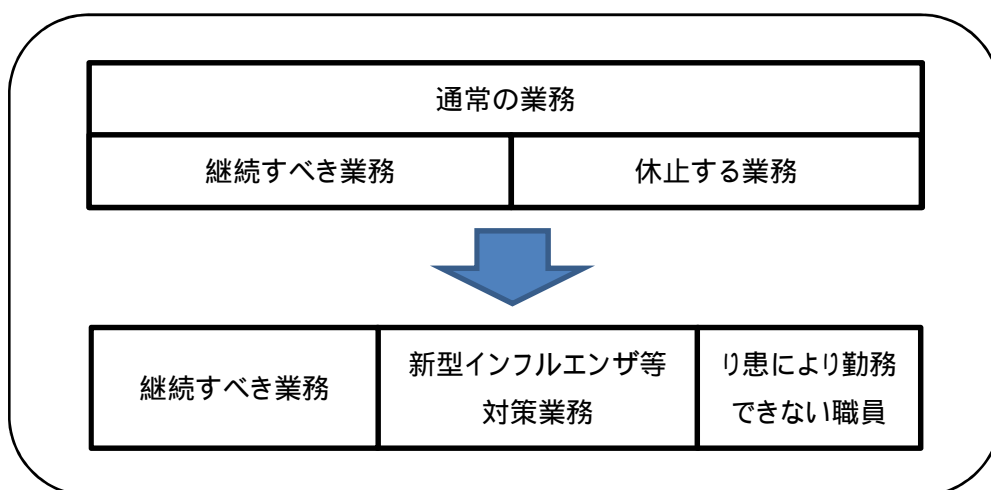 通常の業務
継続すべき業務
休止する業務
継続すべき業務
新型インフルエンザ等
対策業務
り患により勤務
できない職員